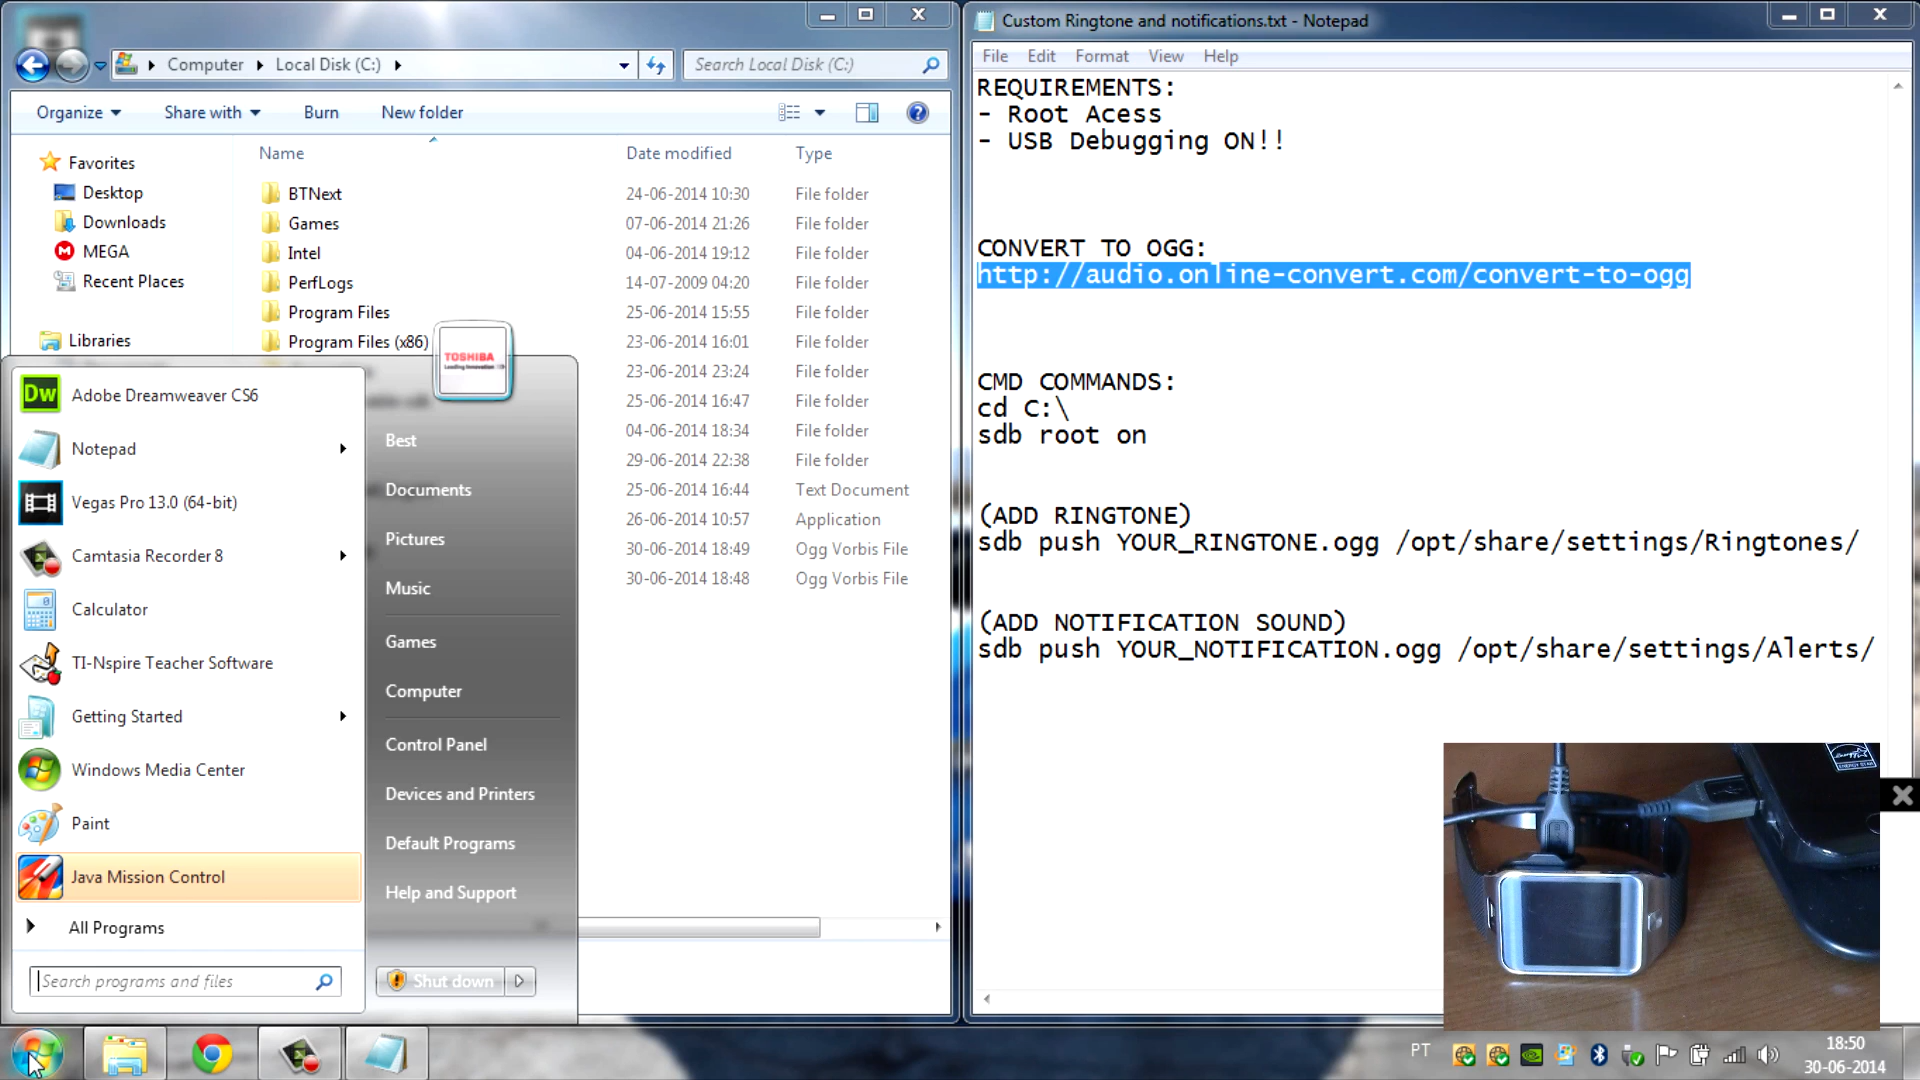 Computer
Local Disk (C:)
Search Local Disk (C:)
Organize
Share with
Burn
New folder
Name
Date modified
Type
Favorites
Desktop
Downloads
MEGA
Recent Places
Libraries
BTNext 24-06-2014 10:30 File folder
Games 07-06-2014 21:26 File folder
Intel 04-06-2014 19:12 File folder
PerfLogs 14-07-2009 04:20 File folder
Program Files 25-06-2014 15:55 File folder
Program Files (x86) 23-06-2014 16:01 File folder
23-06-2014 23:24 File folder
25-06-2014 16:47 File folder
04-06-2014 18:34 File folder
29-06-2014 22:38 File folder
25-06-2014 16:44 Text Document
26-06-2014 10:57 Application
30-06-2014 18:49 Ogg Vorbis File
30-06-2014 18:48 Ogg Vorbis File
TOSHIBA
Leading Innovation
Dw Adobe Dreamweaver CS6
Notepad
Vegas Pro 13.0 (64-bit)
Camtasia Recorder 8
Calculator
TI-Nspire Teacher Software
Getting Started
Windows Media Center
Paint
Java Mission Control
All Programs
Search programs and files
Best
Documents
Pictures
Music
Games
Computer
Control Panel
Devices and Printers
Default Programs
Help and Support
Shut down
Custom Ringtone and notifications.txt - Notepad
File Edit Format View Help
REQUIREMENTS:
- Root Acess
- USB Debugging ON!!
CONVERT TO OGG:
http://audio.online-convert.com/convert-to-ogg
CMD COMMANDS:
cd C:\
sdb root on
(ADD RINGTONE)
sdb push YOUR_RINGTONE.ogg /opt/share/settings/Ringtones/
(ADD NOTIFICATION SOUND)
sdb push YOUR_NOTIFICATION.ogg /opt/share/settings/Alerts/
ENERGY STAR
PT
18:50
30-06-2014